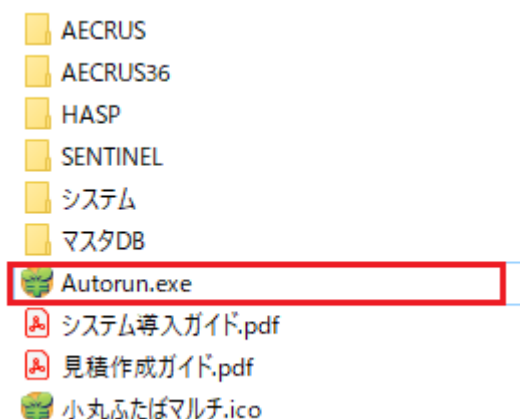 AECRUS
AECRUS36
HASP
SENTINEL
システム
マスタDB
Autorun.exe
システム導入ガイド.pdf
見積作成ガイド.pdf
小丸ふたばマルチ.ico